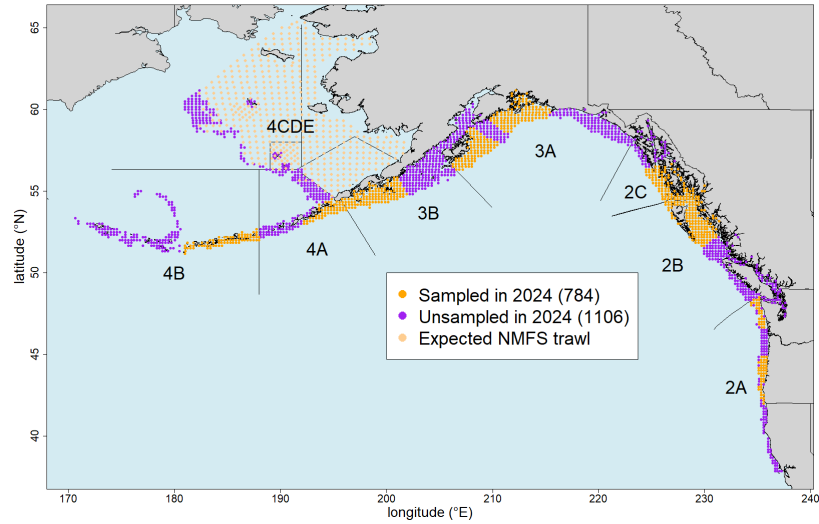 65
60
55
50
45
40
latitude (°N)
4CDE
3A
2C
3B
4A
2B
4B
Sampled in 2024 (784)
Unsampled in 2024 (1106)
Expected NMFS trawl
2A
170
180
190
200
210
220
230
240
longitude (°E)